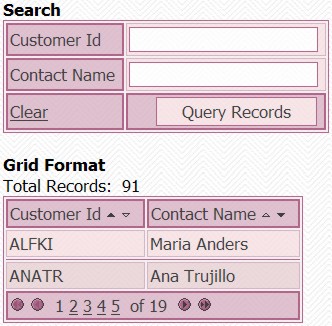 Search
Customer Id
Contact Name
Clear Query Records
Grid Format
Total Records: 91
Customer Id Contact Name
ALFKI Maria Anders
ANATR Ana Trujillo
1 2 3 4 5 of 19